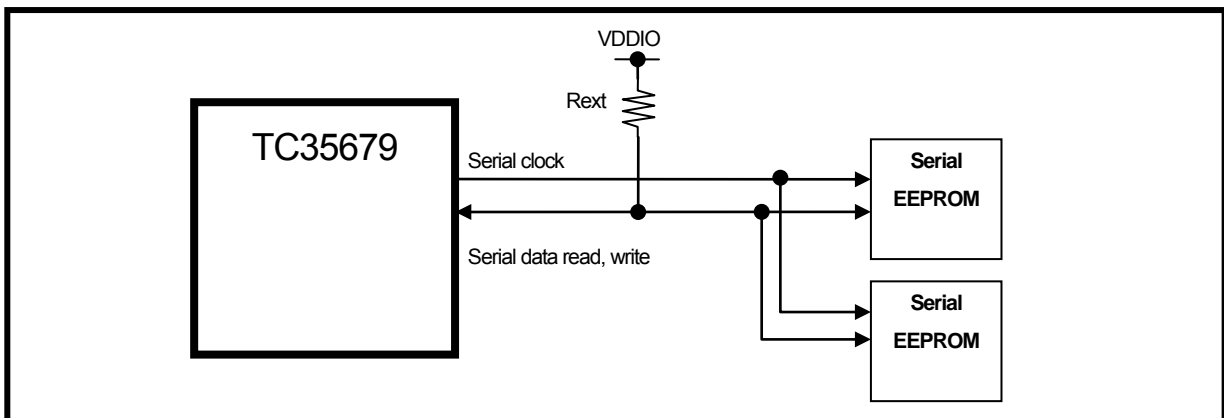 VDDIO
Rext
TC35679
Serial clock
Serial
EEPROM
Serial data read, write
Serial
EEPROM